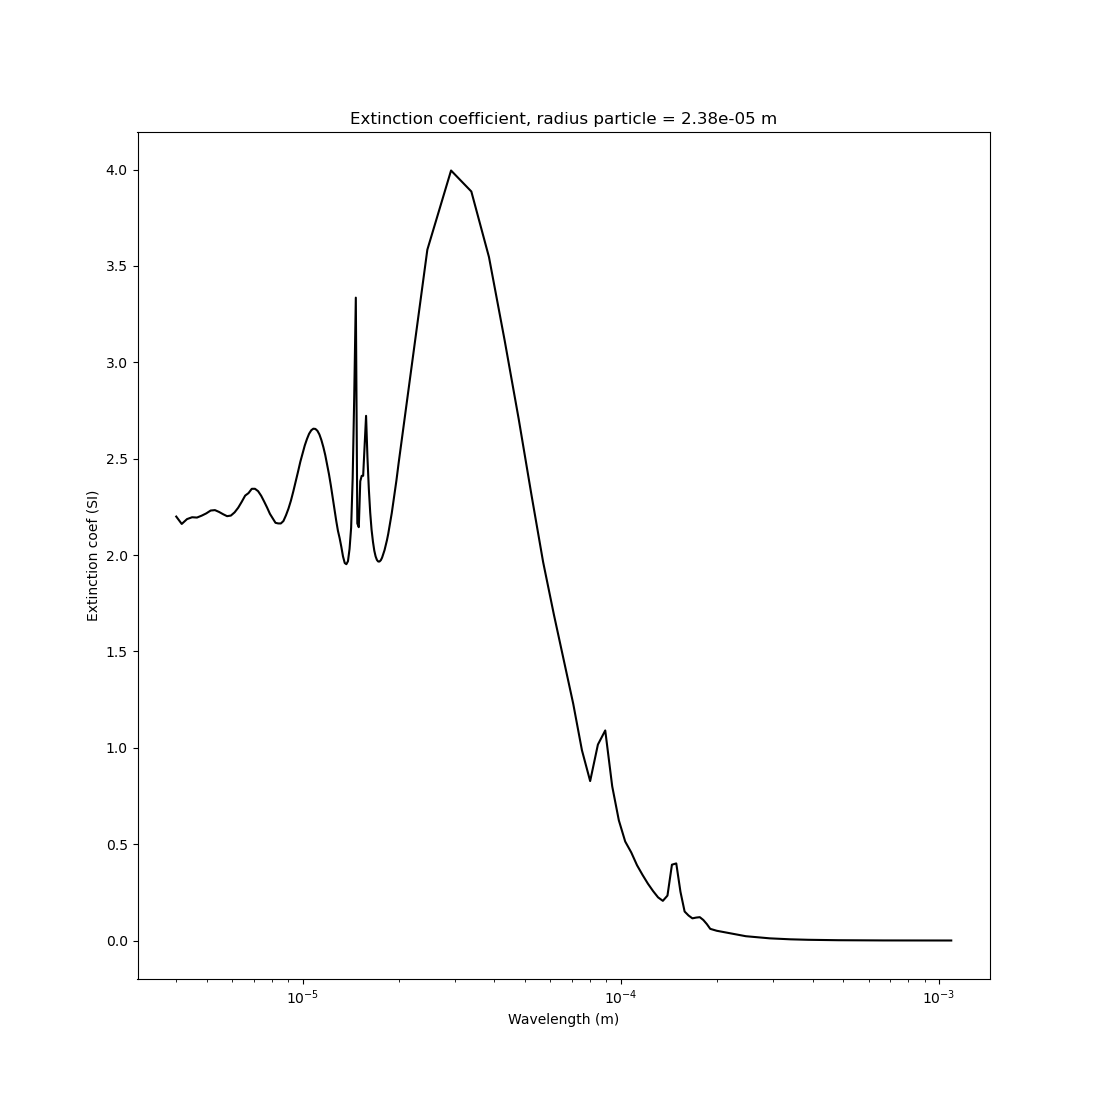 Extinction coefficient, radius particle = 2.38e-05 m
4.0
3.5
3.0
2.5
2.0
1.5
1.0
0.5
0.0
Extinction coef (SI)
10⁻⁵ 10⁻⁴ 10⁻³
Wavelength (m)